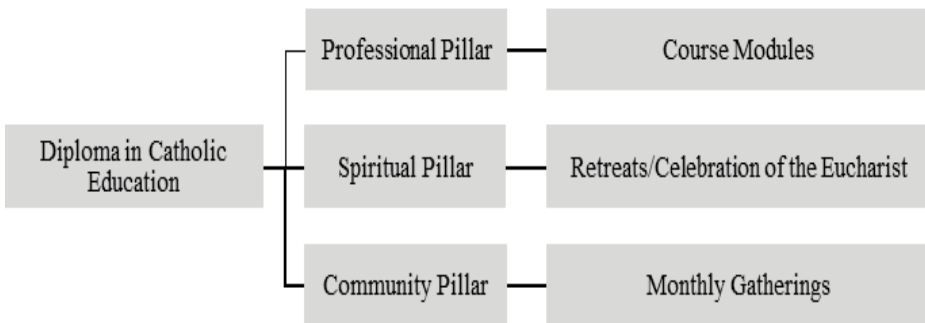 Professional Pillar
Course Modules
Diploma in Catholic
Education
Spiritual Pillar
Retreats/Celebration of the Eucharist
Community Pillar
Monthly Gatherings